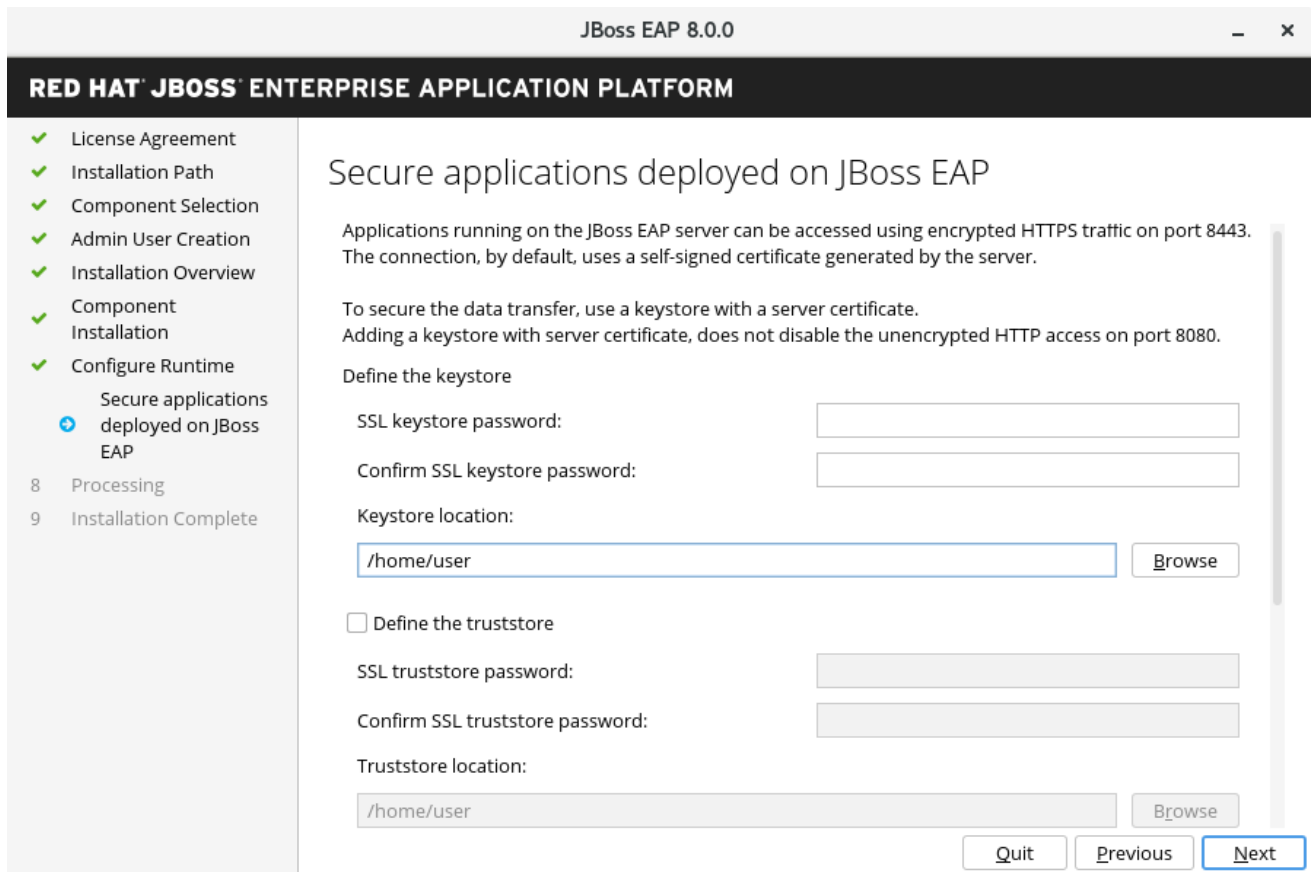 JBoss EAP 8.0.0
RED HAT® JBOSS® ENTERPRISE APPLICATION PLATFORM
License Agreement
Installation Path
Component Selection
Admin User Creation
Installation Overview
Component
Installation
Configure Runtime
Secure applications
deployed on JBoss
EAP
8 Processing
9 Installation Complete
Secure applications deployed on JBoss EAP
Applications running on the JBoss EAP server can be accessed using encrypted HTTPS traffic on port 8443.
The connection, by default, uses a self-signed certificate generated by the server.
To secure the data transfer, use a keystore with a server certificate.
Adding a keystore with server certificate, does not disable the unencrypted HTTP access on port 8080.
Define the keystore
SSL keystore password:
Confirm SSL keystore password:
Keystore location:
/home/user Browse
Define the truststore
SSL truststore password:
Confirm SSL truststore password:
Truststore location:
/home/user Browse
Quit Previous Next